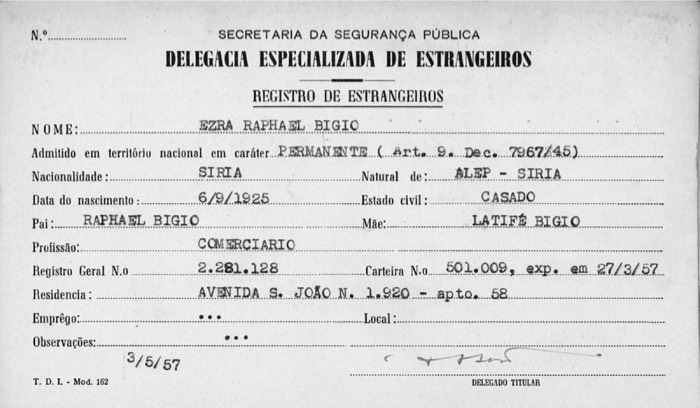 N.º
SECRETARIA DA SEGURANÇA PÚBLICA
DELEGACIA ESPECIALIZADA DE ESTRANGEIROS
REGISTRO DE ESTRANGEIROS
NOME: EZRA RAPHAEL BIGIO
Admitido em território nacional em caráter PERMANENTE ( Art. 9. Dec. 7967/45)
Nacionalidade: SIRIA Natural de: ALEP - SIRIA
Data do nascimento: 6/9/1925 Estado civil: CASADO
Pai: RAPHAEL BIGIO Mãe: LATIFÉ BIGIO
Profissão: COMERCIARIO
Registro Geral N.o 2.281.128 Carteira N.o 501.009, exp. em 27/3/57
Residencia: AVENIDA S. JOÃO N. 1.920 - apto. 58
Emprêgo: ... Local:
Observações: ...
3/5/57
T. D. I. - Mod. 162 DELEGADO TITULAR